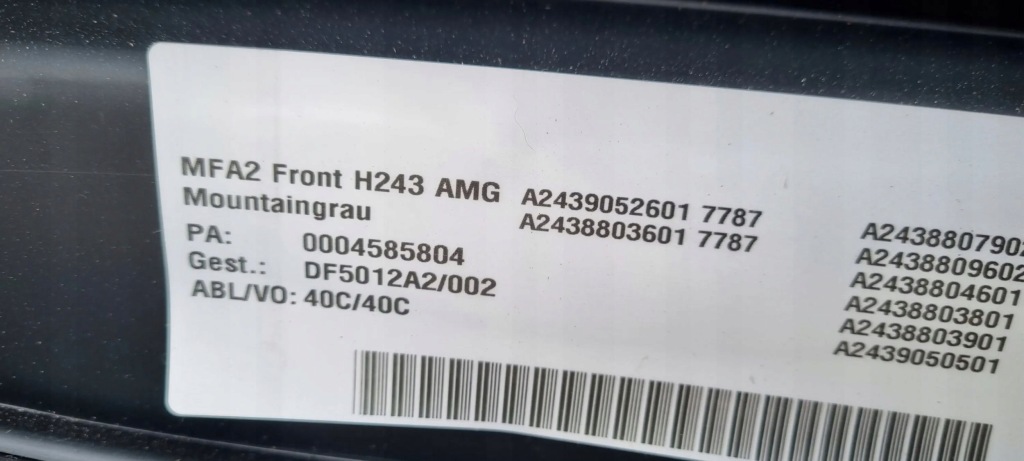 MFA2 Front H243 AMG
Mountaingrau
PA: 0004585804
Gest.: DF5012A2/002
ABL/VO: 40C/40C
A2439052601 7787
A2438803601 7787
A243880790
A2438809602
A2438804601
A2438803801
A2438803901
A2439050501